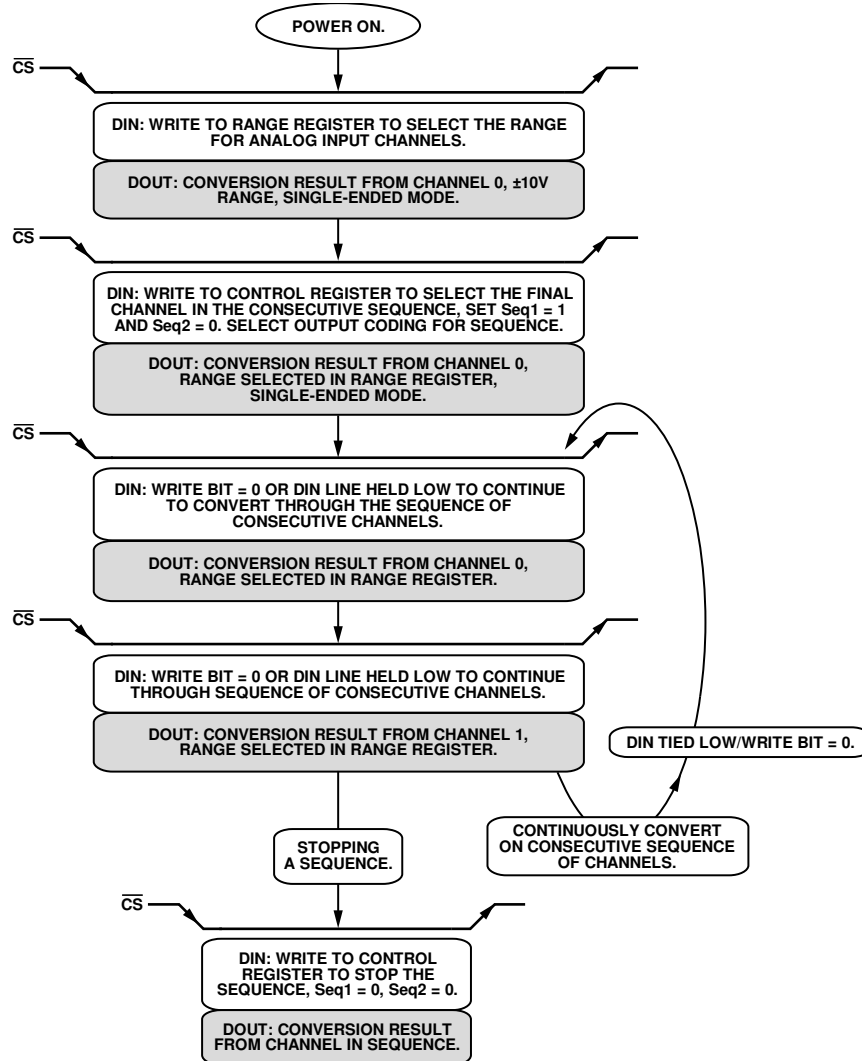 POWER ON.
CS
DIN: WRITE TO RANGE REGISTER TO SELECT THE RANGE
FOR ANALOG INPUT CHANNELS.
DOUT: CONVERSION RESULT FROM CHANNEL 0, ±10V
RANGE, SINGLE-ENDED MODE.
CS
DIN: WRITE TO CONTROL REGISTER TO SELECT THE FINAL
CHANNEL IN THE CONSECUTIVE SEQUENCE, SET Seq1 = 1
AND Seq2 = 0. SELECT OUTPUT CODING FOR SEQUENCE.
DOUT: CONVERSION RESULT FROM CHANNEL 0,
RANGE SELECTED IN RANGE REGISTER,
SINGLE-ENDED MODE.
CS
DIN: WRITE BIT = 0 OR DIN LINE HELD LOW TO CONTINUE
TO CONVERT THROUGH THE SEQUENCE OF
CONSECUTIVE CHANNELS.
DOUT: CONVERSION RESULT FROM CHANNEL 0,
RANGE SELECTED IN RANGE REGISTER.
CS
DIN: WRITE BIT = 0 OR DIN LINE HELD LOW TO CONTINUE
THROUGH SEQUENCE OF CONSECUTIVE CHANNELS.
DOUT: CONVERSION RESULT FROM CHANNEL 1,
RANGE SELECTED IN RANGE REGISTER.
DIN TIED LOW/WRITE BIT = 0.
STOPPING
A SEQUENCE.
CONTINUOUSLY CONVERT
ON CONSECUTIVE SEQUENCE
OF CHANNELS.
CS
DIN: WRITE TO CONTROL
REGISTER TO STOP THE
SEQUENCE, Seq1 = 0, Seq2 = 0.
DOUT: CONVERSION RESULT
FROM CHANNEL IN SEQUENCE.